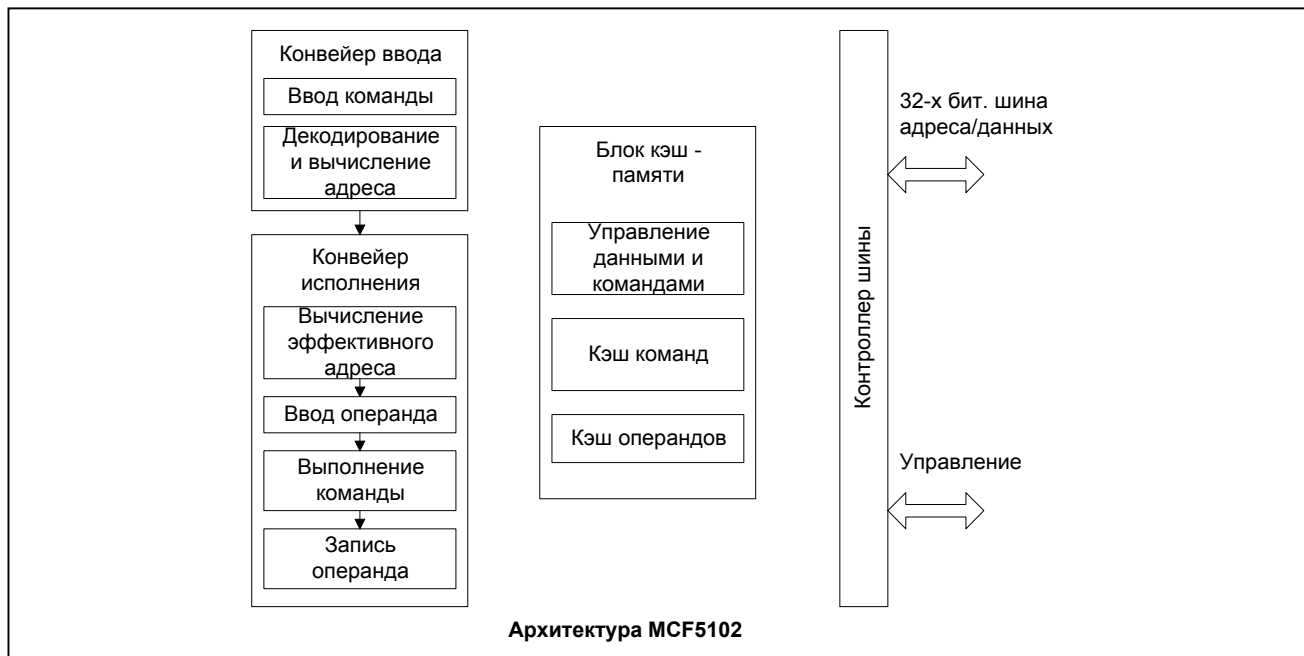 Конвейер ввода
Ввод команды
Декодирование
и вычисление
адреса
Конвейер
исполнения
Вычисление
эффективного
адреса
Ввод операнда
Выполнение
команды
Запись
операнда
Блок кэш -
памяти
Управление
данными и
командами
Кэш команд
Кэш операндов
Контроллер шины
32-х бит. шина
адреса/данных
Управление
Архитектура MCF5102